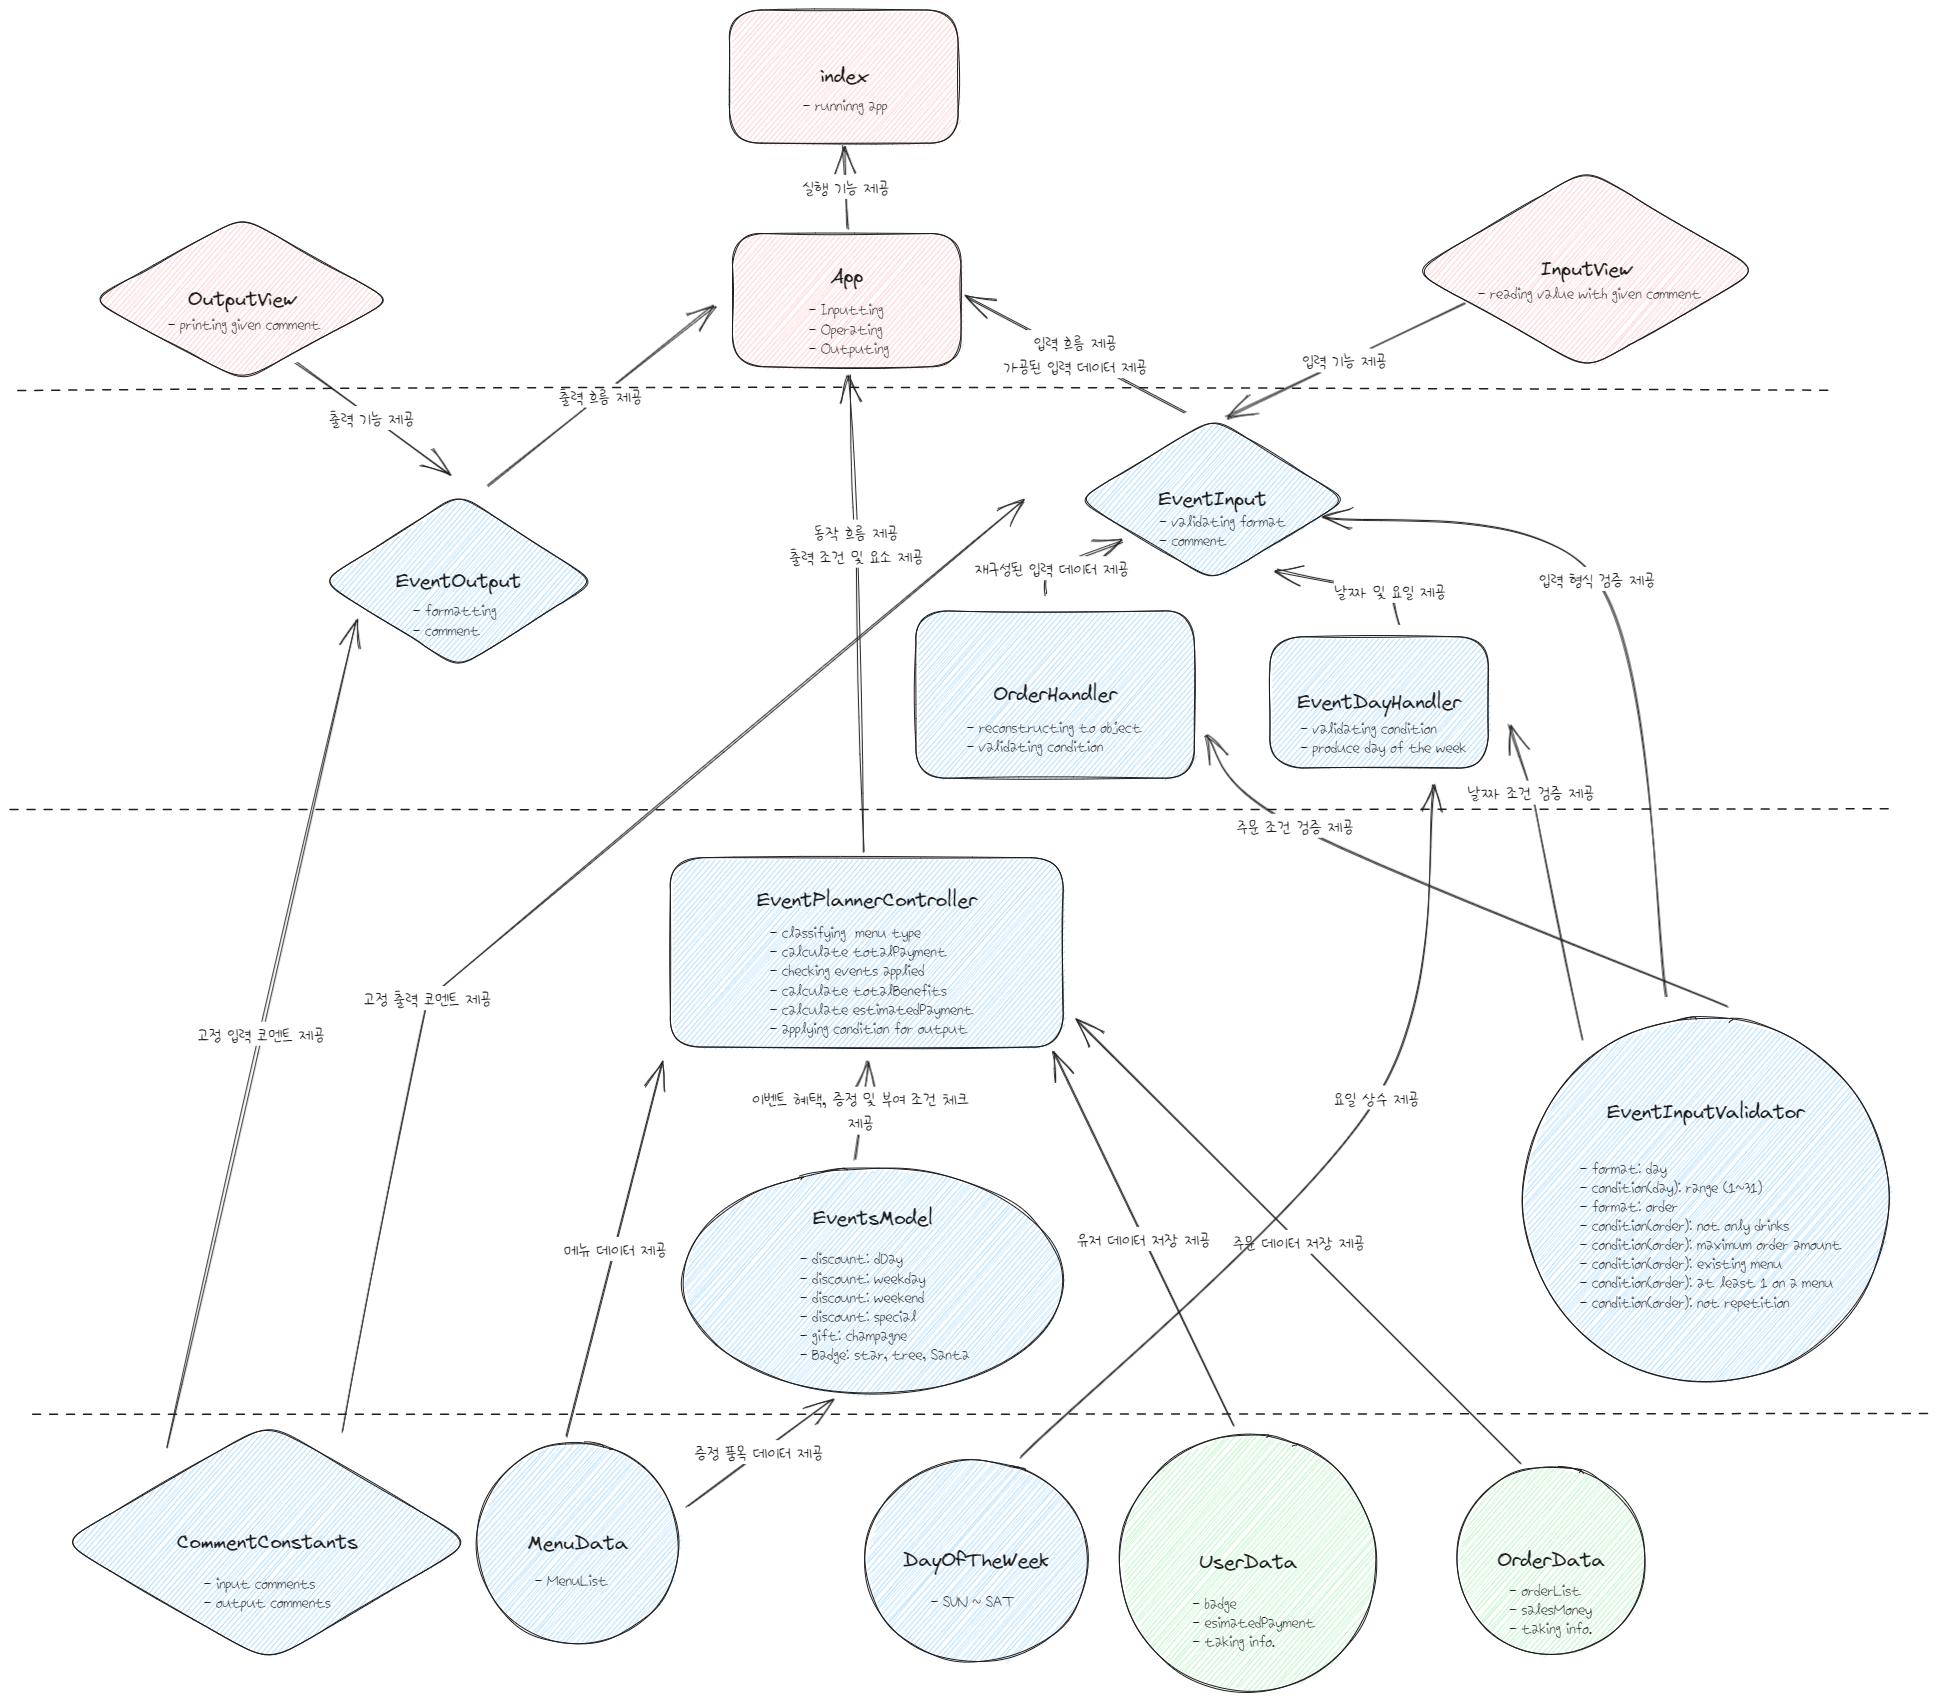 index
- runninng app
실행 기능 제공
OutputView
- printing given comment
App
- Inputting
- Operating
- Outputing
InputView
- reading value with given comment
입력 흐름 제공
가공된 입력 데이터 제공
입력 기능 제공
출력 흐름 제공
출력 기능 제공
EventInput
- validating format
- comment
동작 흐름 제공
출력 조건 및 요소 제공
재구성된 입력 데이터 제공
날짜 및 요일 제공
입력 형식 검증 제공
EventOutput
- formatting
- comment
OrderHandler
- reconstructing to object
- validating condition
EventDayHandler
- validating condition
- produce day of the week
날짜 조건 검증 제공
주문 조건 검증 제공
EventPlannerController
- classifying menu type
- calculate totalPayment
- checking events applied
- calculate totalBenefits
- calculate estimatedPayment
- applying condition for output
고정 출력 코멘트 제공
고정 입력 코멘트 제공
이벤트 혜택, 증정 및 부여 조건 체크
제공
요일 상수 제공
EventInputValidator
- format: day
- condition(day): range (1~31)
- format: order
- condition(order): not only drinks
- condition(order): maximum order amount
- condition(order): existing menu
- condition(order): at least 1 on a menu
- condition(order): not repetition
EventsModel
- discount: dDay
- discount: weekday
- discount: weekend
- discount: special
- gift: champagne
- Badge: star, tree, Santa
메뉴 데이터 제공
유저 데이터 저장 제공
주문 데이터 저장 제공
증정 품목 데이터 제공
CommentConstants
- input comments
- output comments
MenuData
- MenuList
DayOfTheWeek
- SUN ~ SAT
UserData
- badge
- esimatedPayment
- taking info.
OrderData
- orderList
- salesMoney
- taking info.